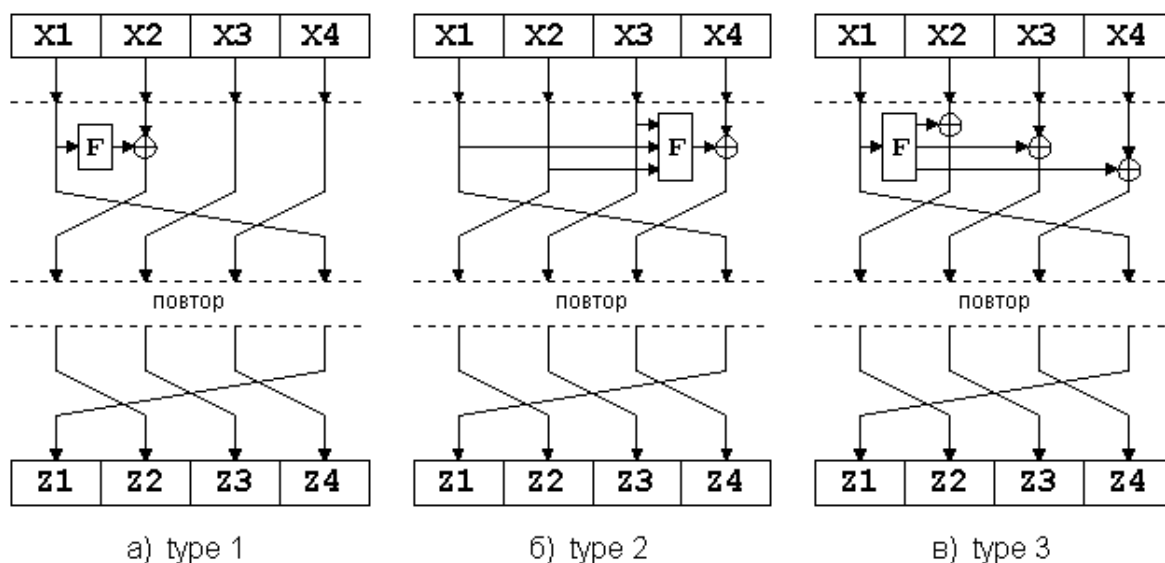 X1 X2 X3 X4 X1 X2 X3 X4 X1 X2 X3 X4
F F F
повтор повтор повтор
Z1 Z2 Z3 Z4 Z1 Z2 Z3 Z4 Z1 Z2 Z3 Z4
а) type 1 б) type 2 в) type 3